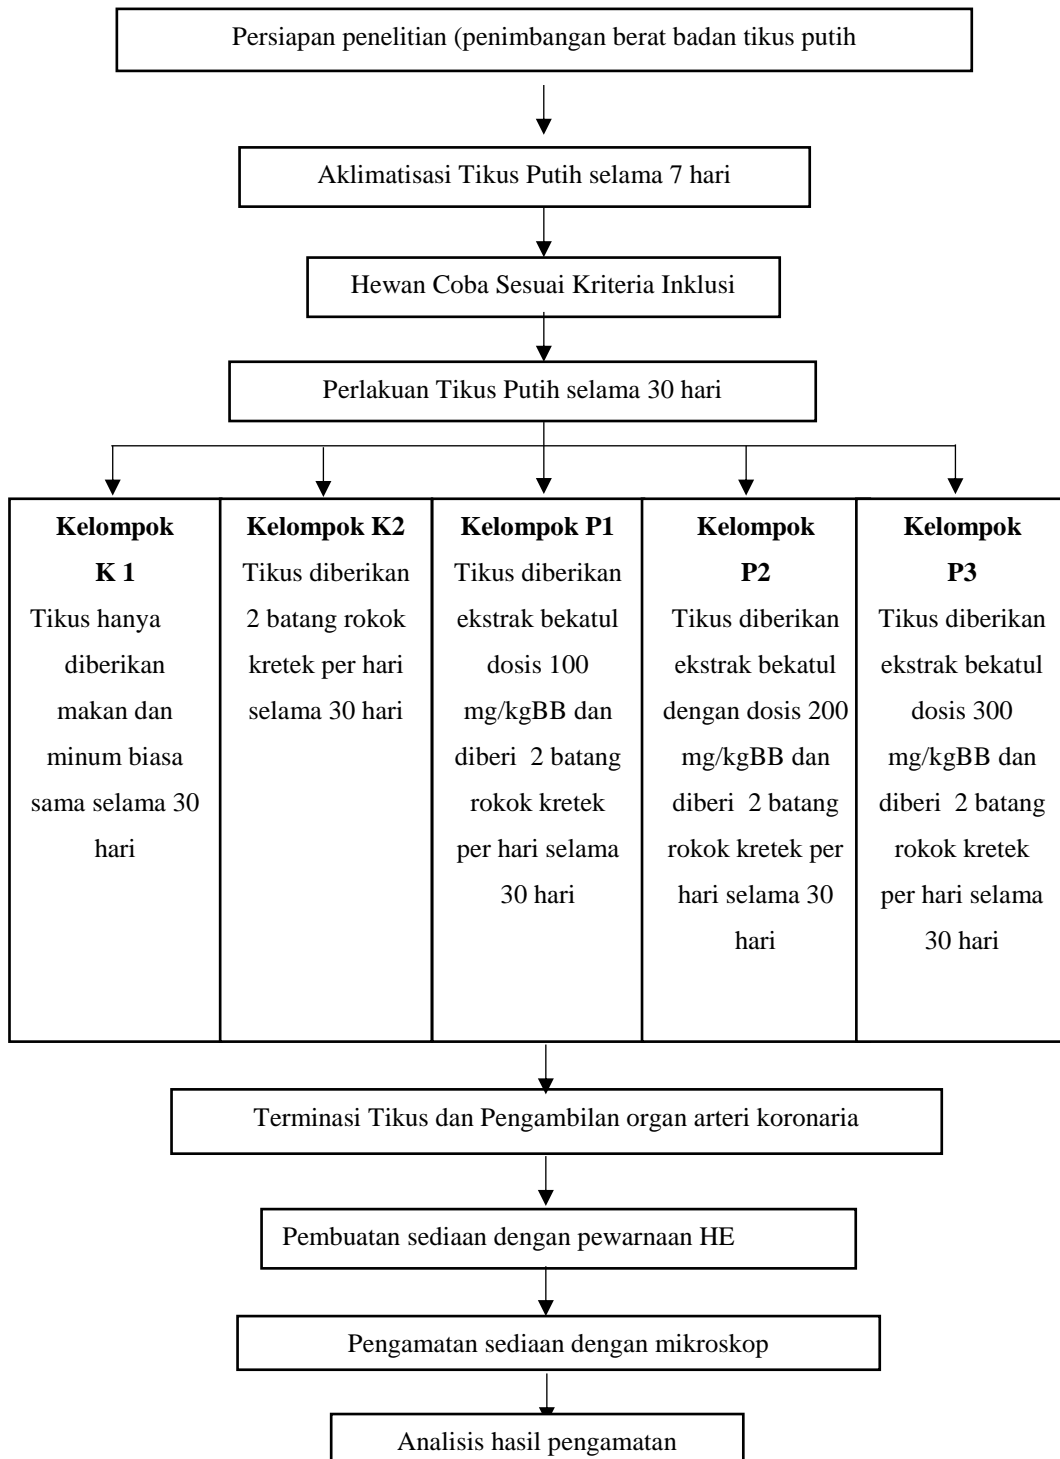 Persiapan penelitian (penimbangan berat badan tikus putih
Aklimatisasi Tikus Putih selama 7 hari
Hewan Coba Sesuai Kriteria Inklusi
Perlakuan Tikus Putih selama 30 hari
Kelompok
K 1
Tikus hanya
diberikan
makan dan
minum biasa
sama selama 30
hari
Kelompok K2
Tikus diberikan
2 batang rokok
kretek per hari
selama 30 hari
Kelompok P1
Tikus diberikan
ekstrak bekatul
dosis 100
mg/kgBB dan
diberi  2 batang
rokok kretek
per hari selama
30 hari
Kelompok
P2
Tikus diberikan
ekstrak bekatul
dengan dosis 200
mg/kgBB dan
diberi  2 batang
rokok kretek per
hari selama 30
hari
Kelompok
P3
Tikus diberikan
ekstrak bekatul
dosis 300
mg/kgBB dan
diberi  2 batang
rokok kretek
per hari selama
30 hari
Terminasi Tikus dan Pengambilan organ arteri koronaria
Pembuatan sediaan dengan pewarnaan HE
Pengamatan sediaan dengan mikroskop
Analisis hasil pengamatan